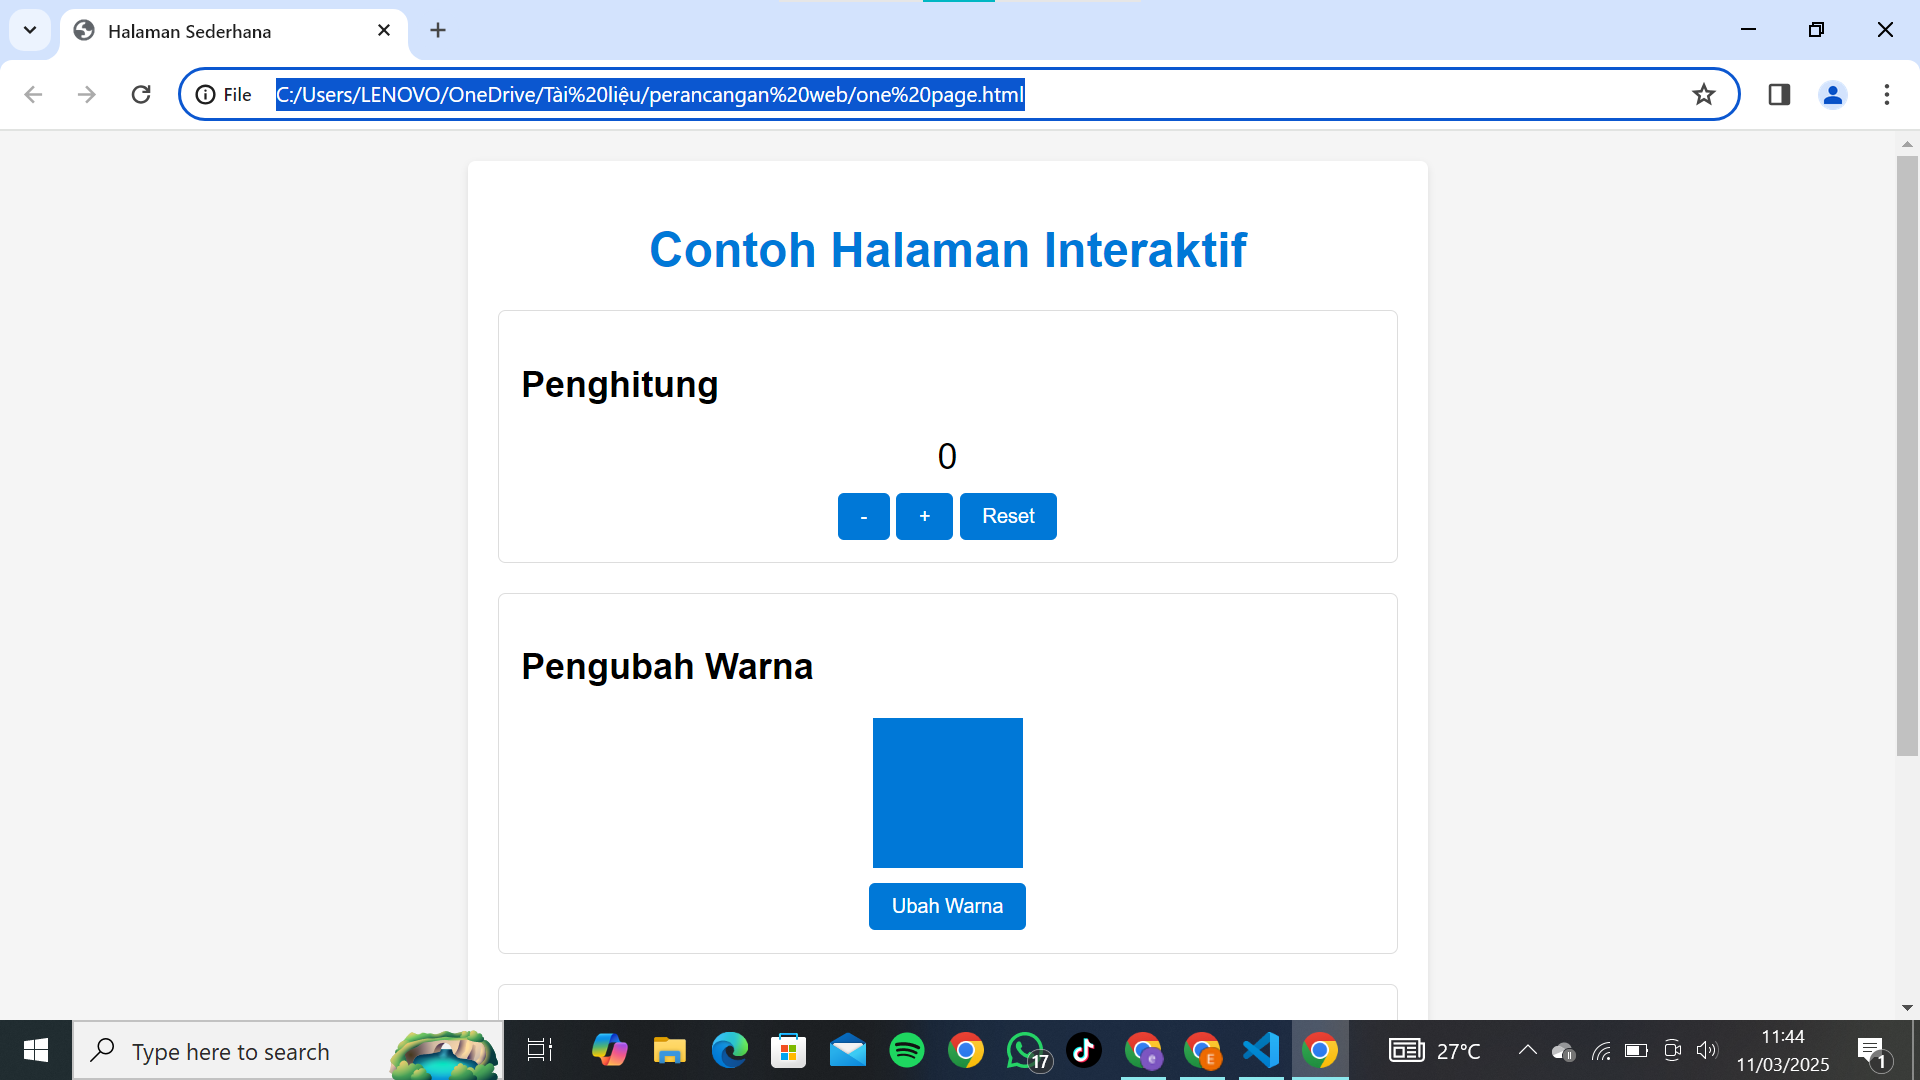 Halaman Sederhana
File
C:/Users/LENOVO/OneDrive/Tài%20liệu/perancangan%20web/one%20page.html
Contoh Halaman Interaktif
Penghitung
0
- + Reset
Pengubah Warna
Ubah Warna
Type here to search
17
e
E
27°C
11:44
11/03/2025
1